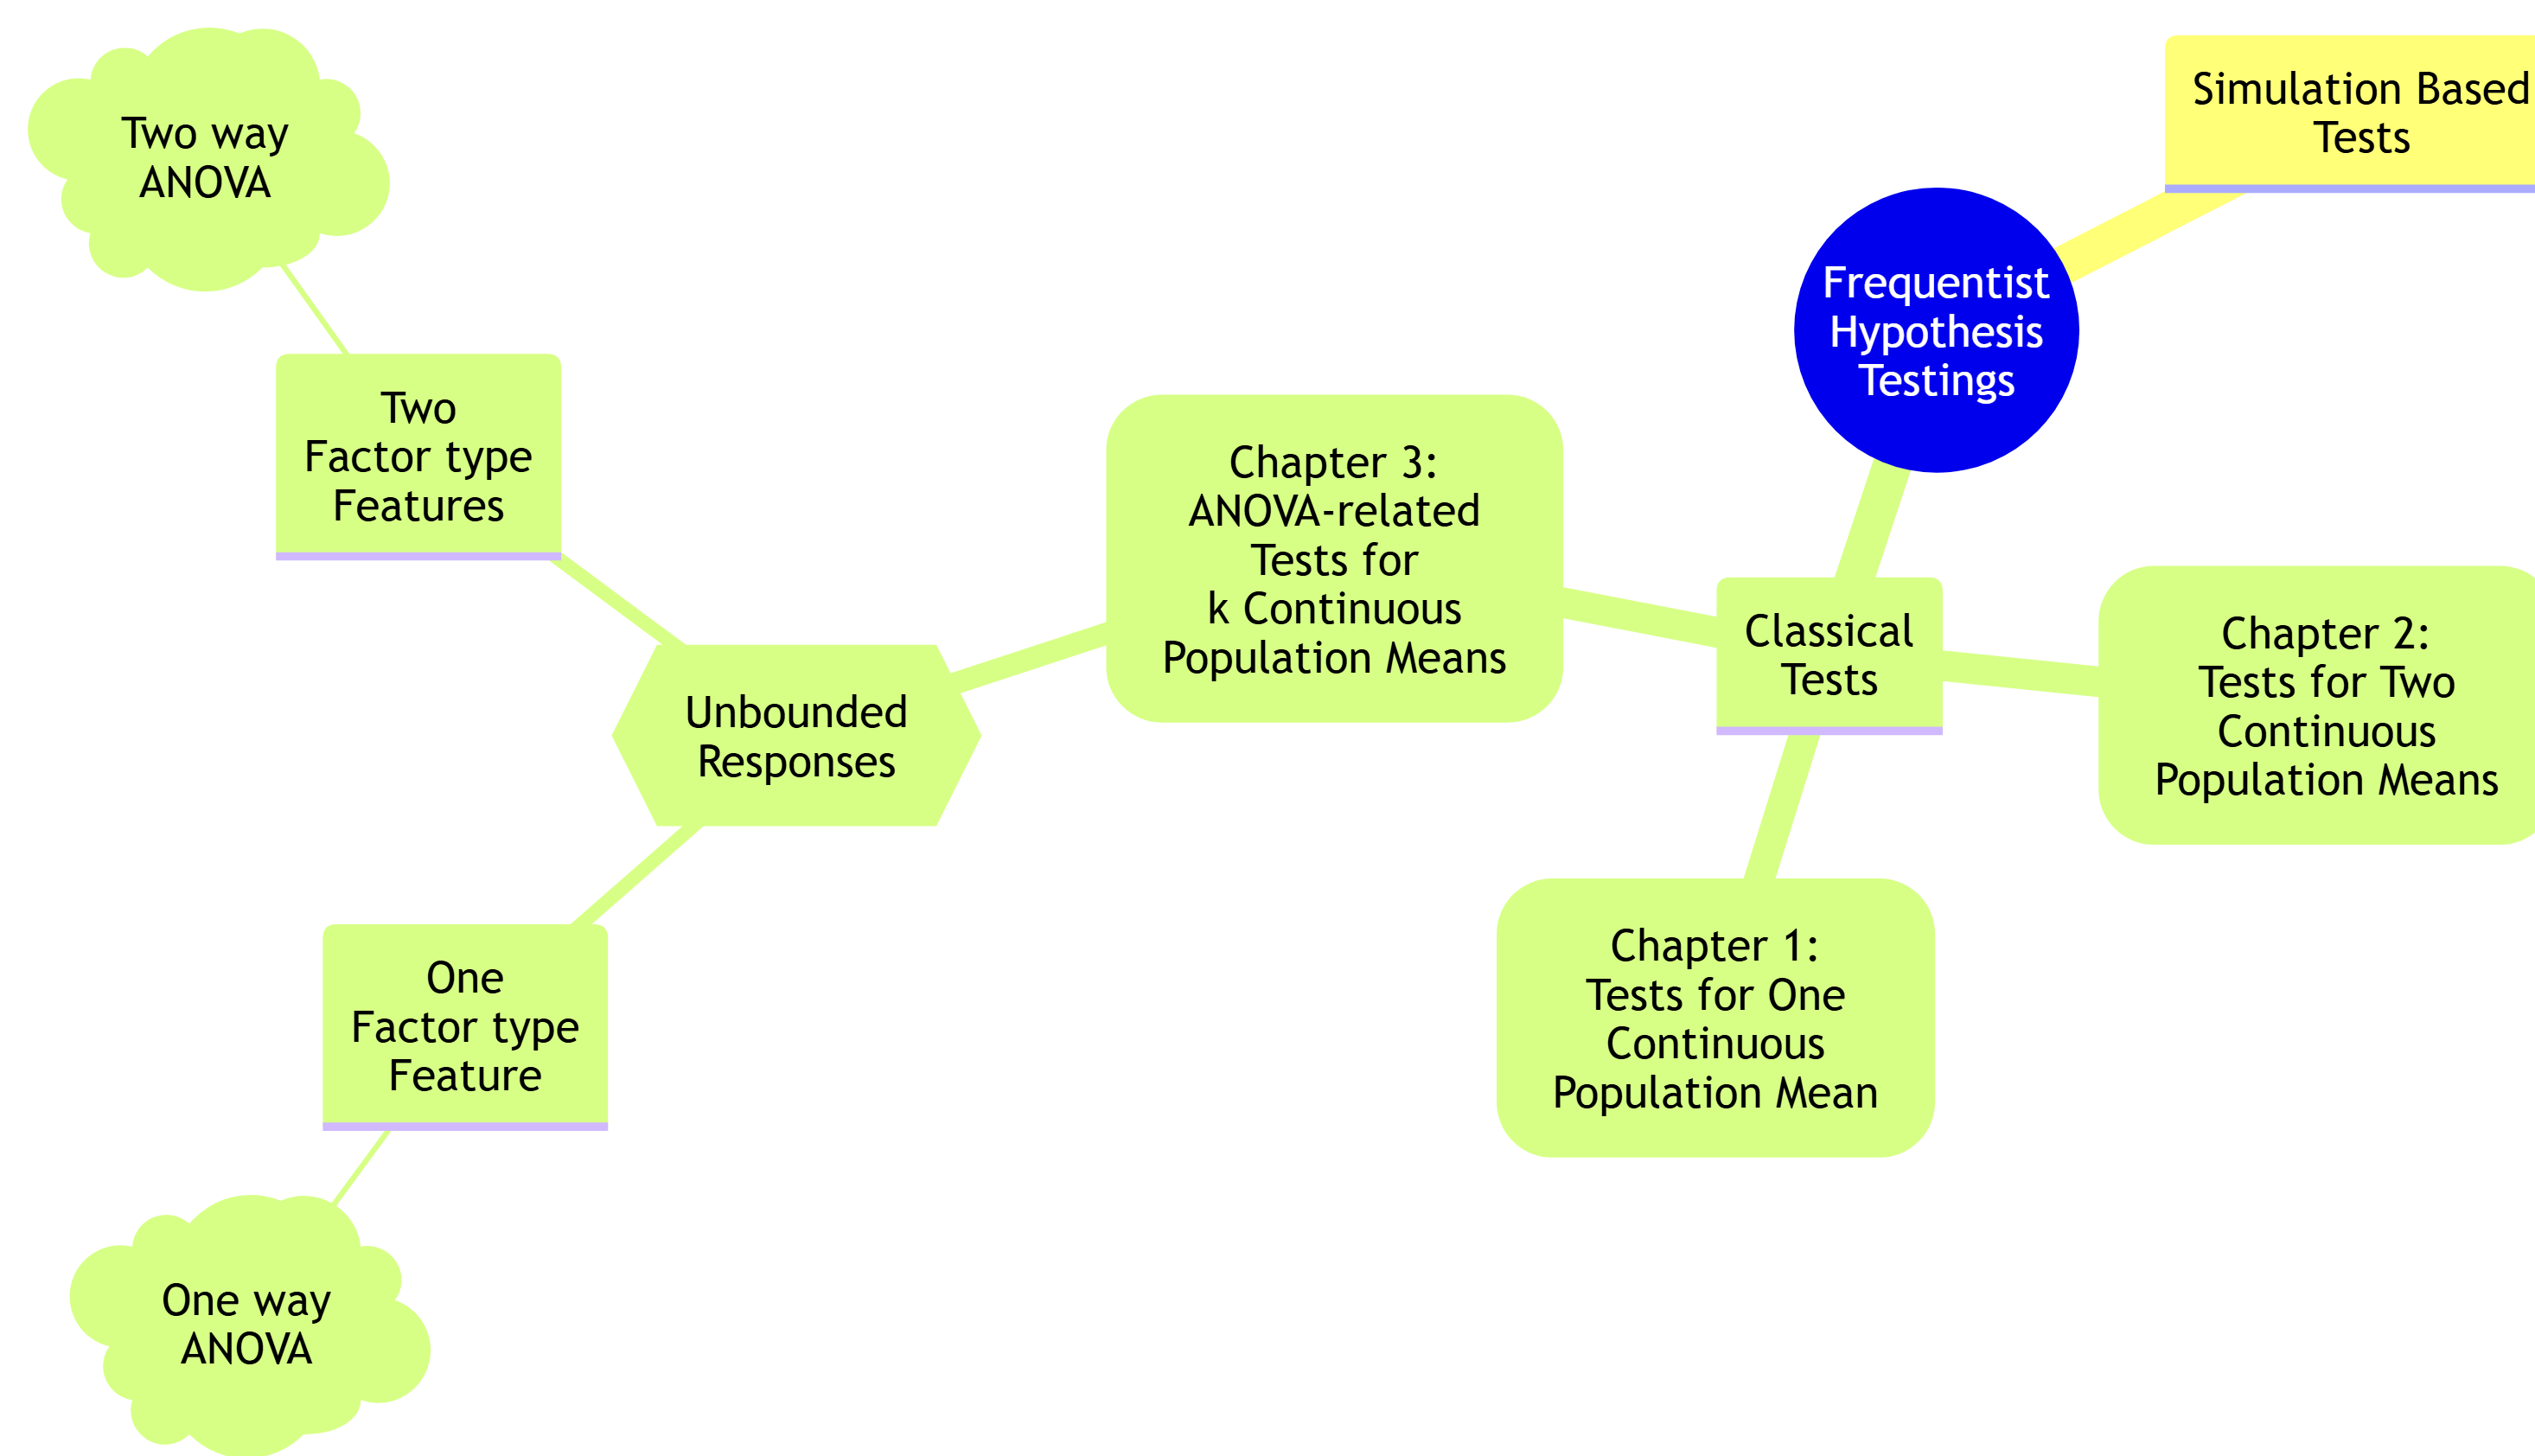 Two way
ANOVA
Simulation Based
Tests
Frequentist
Hypothesis
Testings
Two
Factor type
Features
Chapter 3:
ANOVA-related
Tests for
k Continuous
Population Means
Classical
Tests
Chapter 2:
Tests for Two
Continuous
Population Means
Unbounded
Responses
One
Factor type
Feature
Chapter 1:
Tests for One
Continuous
Population Mean
One way
ANOVA